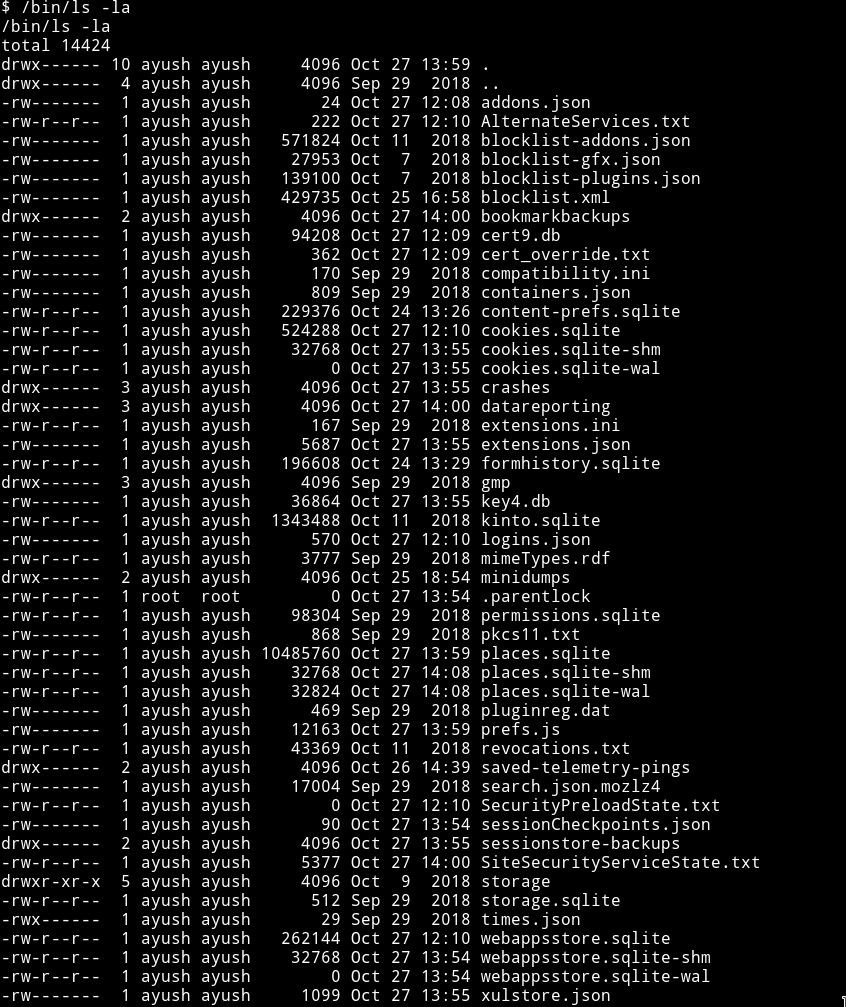 $ /bin/ls -la
/bin/ls -la
total 14424
drwx------ 10 ayush ayush     4096 Oct 27 13:59 .
drwx------  4 ayush ayush     4096 Sep 29  2018 ..
-rw-------  1 ayush ayush       24 Oct 27 12:08 addons.json
-rw-r--r--  1 ayush ayush      222 Oct 27 12:10 AlternateServices.txt
-rw-------  1 ayush ayush   571824 Oct 11  2018 blocklist-addons.json
-rw-------  1 ayush ayush    27953 Oct  7  2018 blocklist-gfx.json
-rw-------  1 ayush ayush   139100 Oct  7  2018 blocklist-plugins.json
-rw-------  1 ayush ayush   429735 Oct 25 16:58 blocklist.xml
drwx------  2 ayush ayush     4096 Oct 27 14:00 bookmarkbackups
-rw-------  1 ayush ayush    94208 Oct 27 12:09 cert9.db
-rw-------  1 ayush ayush      362 Oct 27 12:09 cert_override.txt
-rw-------  1 ayush ayush      170 Sep 29  2018 compatibility.ini
-rw-------  1 ayush ayush      809 Sep 29  2018 containers.json
-rw-r--r--  1 ayush ayush   229376 Oct 24 13:26 content-prefs.sqlite
-rw-r--r--  1 ayush ayush   524288 Oct 27 12:10 cookies.sqlite
-rw-r--r--  1 ayush ayush    32768 Oct 27 13:55 cookies.sqlite-shm
-rw-r--r--  1 ayush ayush        0 Oct 27 13:55 cookies.sqlite-wal
drwx------  3 ayush ayush     4096 Oct 27 13:55 crashes
drwx------  3 ayush ayush     4096 Oct 27 14:00 datareporting
-rw-r--r--  1 ayush ayush      167 Sep 29  2018 extensions.ini
-rw-------  1 ayush ayush     5687 Oct 27 13:55 extensions.json
-rw-r--r--  1 ayush ayush   196608 Oct 24 13:29 formhistory.sqlite
drwx------  3 ayush ayush     4096 Sep 29  2018 gmp
-rw-------  1 ayush ayush    36864 Oct 27 13:55 key4.db
-rw-r--r--  1 ayush ayush  1343488 Oct 11  2018 kinto.sqlite
-rw-------  1 ayush ayush      570 Oct 27 12:10 logins.json
-rw-r--r--  1 ayush ayush     3777 Sep 29  2018 mimeTypes.rdf
drwx------  2 ayush ayush     4096 Oct 25 18:54 minidumps
-rw-r--r--  1 root  root         0 Oct 27 13:54 .parentlock
-rw-r--r--  1 ayush ayush    98304 Sep 29  2018 permissions.sqlite
-rw-------  1 ayush ayush      868 Sep 29  2018 pkcs11.txt
-rw-r--r--  1 ayush ayush 10485760 Oct 27 13:59 places.sqlite
-rw-r--r--  1 ayush ayush    32768 Oct 27 14:08 places.sqlite-shm
-rw-r--r--  1 ayush ayush    32824 Oct 27 14:08 places.sqlite-wal
-rw-------  1 ayush ayush      469 Sep 29  2018 pluginreg.dat
-rw-------  1 ayush ayush    12163 Oct 27 13:59 prefs.js
-rw-r--r--  1 ayush ayush    43369 Oct 11  2018 revocations.txt
drwx------  2 ayush ayush     4096 Oct 26 14:39 saved-telemetry-pings
-rw-------  1 ayush ayush    17004 Sep 29  2018 search.json.mozlz4
-rw-r--r--  1 ayush ayush        0 Oct 27 12:10 SecurityPreloadState.txt
-rw-------  1 ayush ayush       90 Oct 27 13:54 sessionCheckpoints.json
drwx------  2 ayush ayush     4096 Oct 27 13:55 sessionstore-backups
-rw-r--r--  1 ayush ayush     5377 Oct 27 14:00 SiteSecurityServiceState.txt
drwxr-xr-x  5 ayush ayush     4096 Oct  9  2018 storage
-rw-r--r--  1 ayush ayush      512 Sep 29  2018 storage.sqlite
-rwx------  1 ayush ayush       29 Sep 29  2018 times.json
-rw-r--r--  1 ayush ayush   262144 Oct 27 12:10 webappsstore.sqlite
-rw-r--r--  1 ayush ayush    32768 Oct 27 13:54 webappsstore.sqlite-shm
-rw-r--r--  1 ayush ayush        0 Oct 27 13:54 webappsstore.sqlite-wal
-rw-------  1 ayush ayush     1099 Oct 27 13:55 xulstore.json